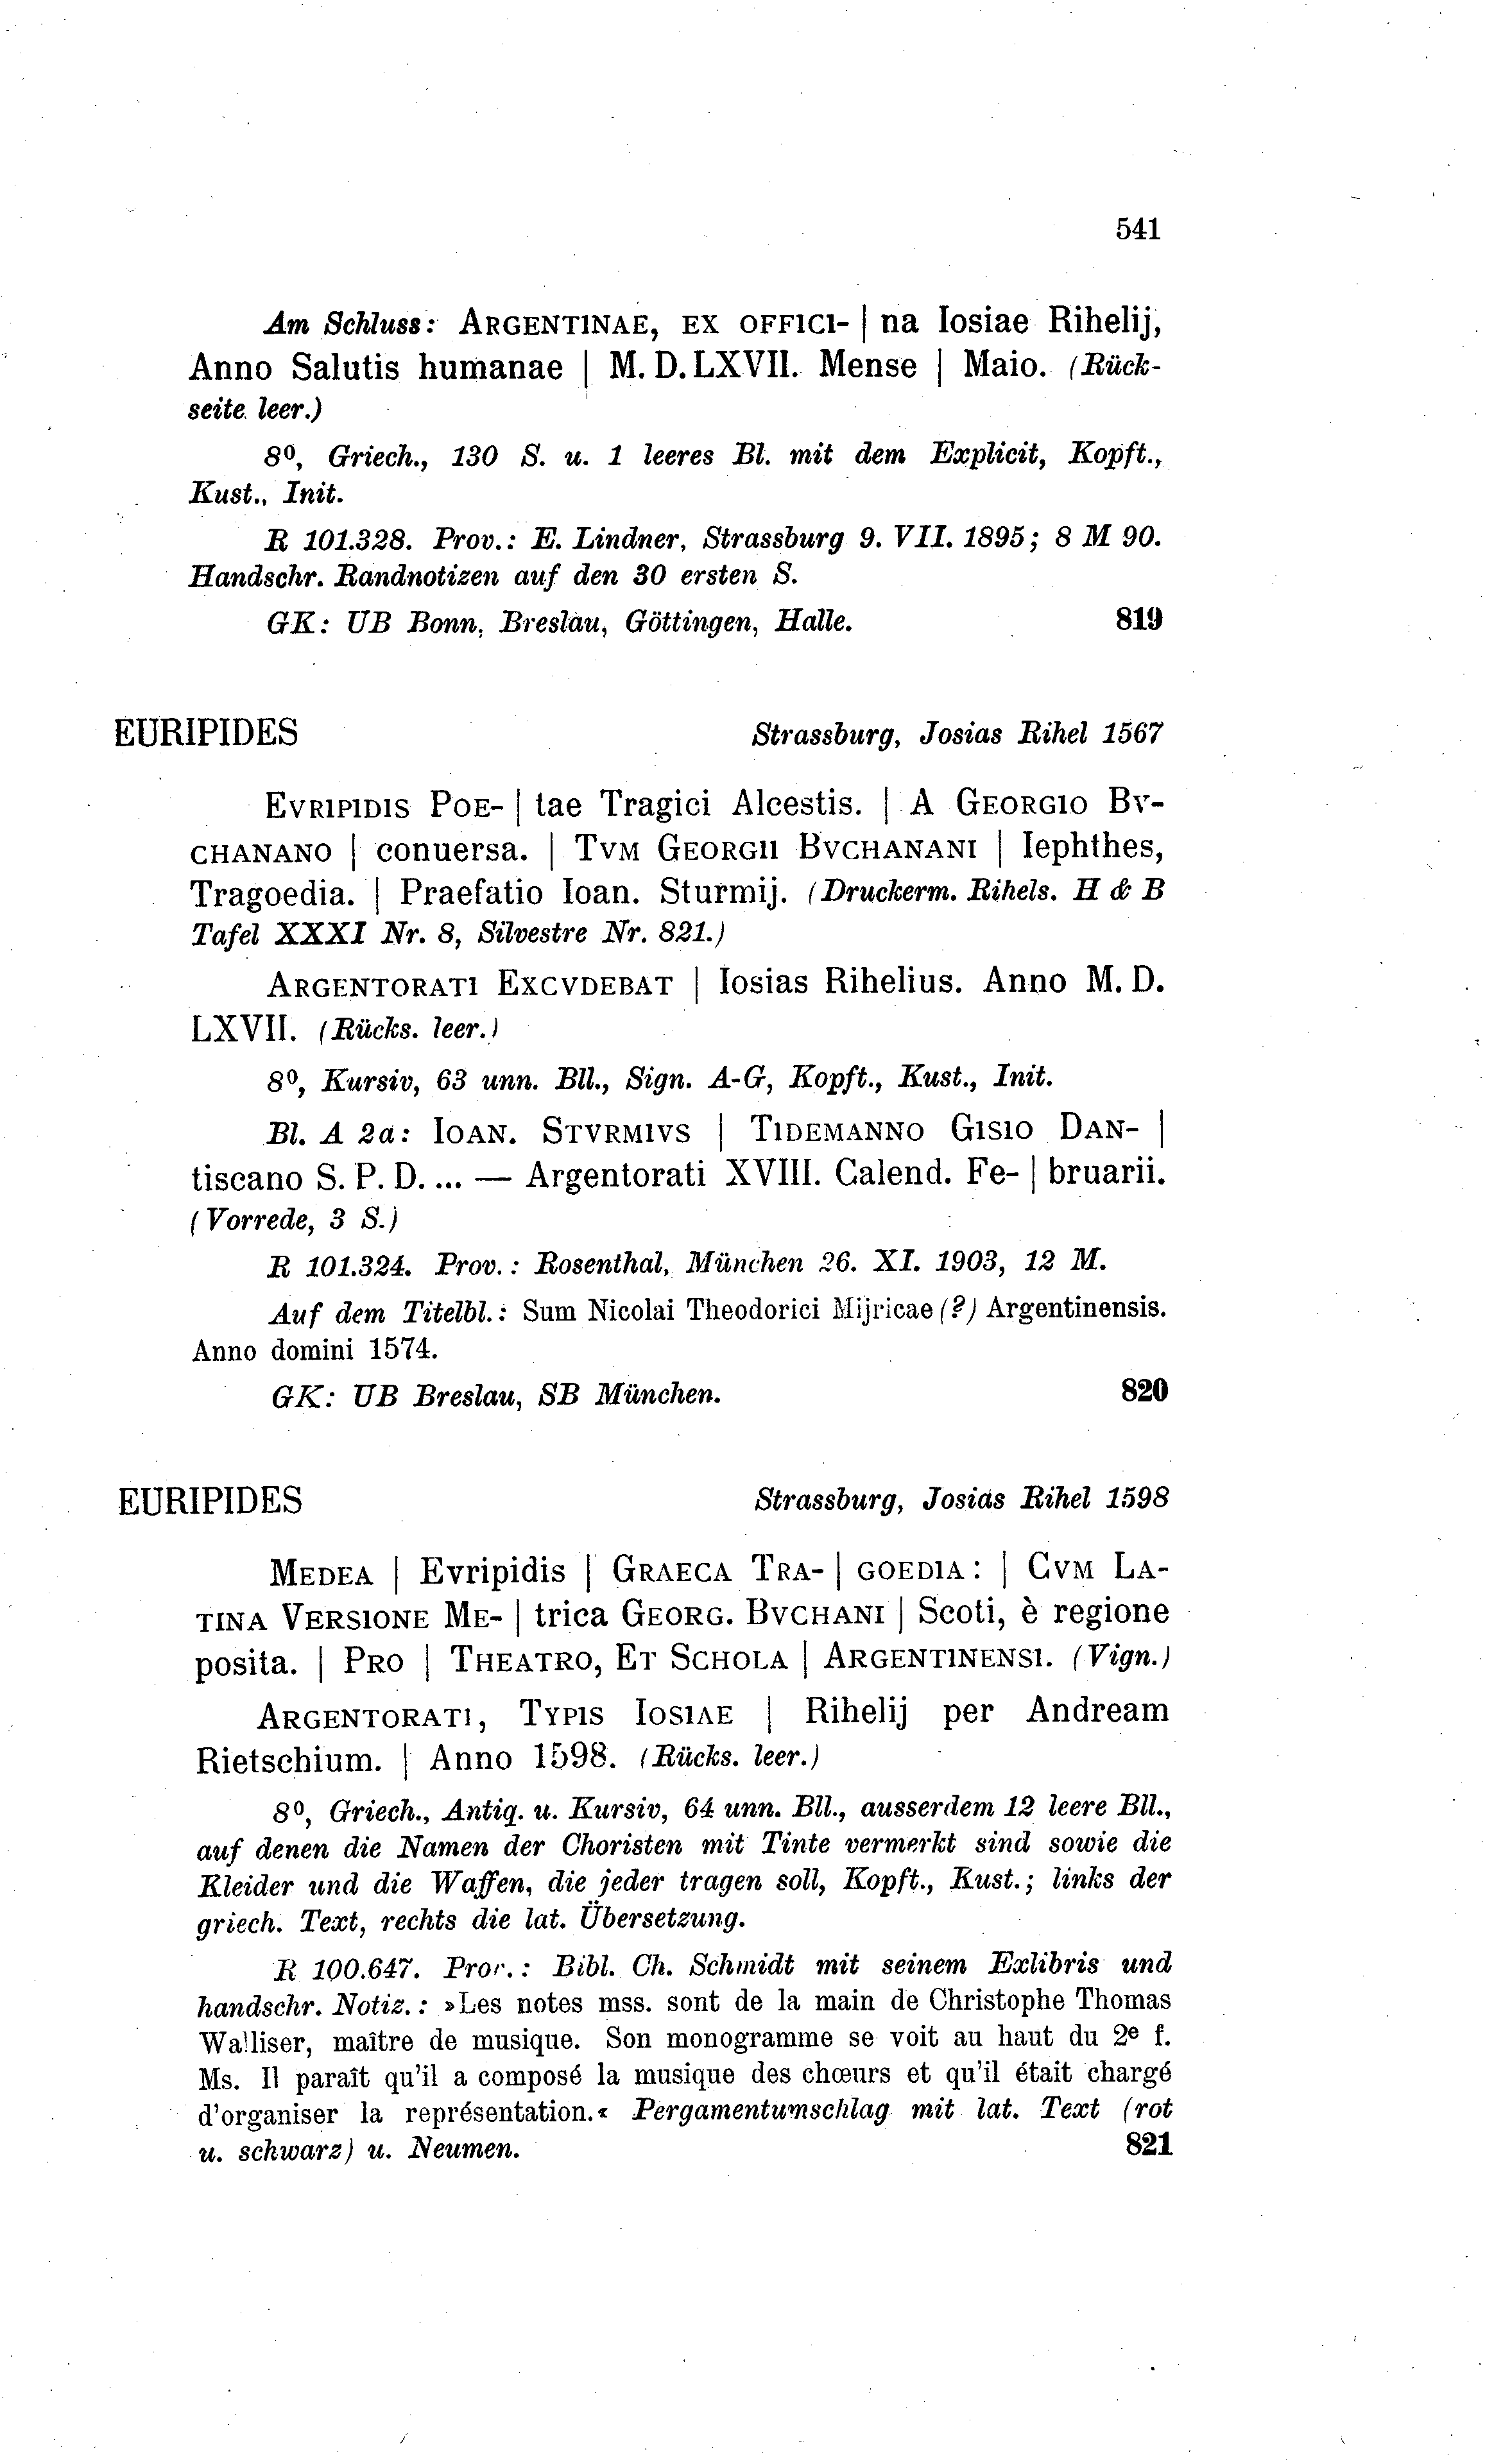 541
Am Schluss: ARGENTINAE, EX OFFICI- | na Iosiae Rihelij,
Anno Salutis humanae | M. D. LXVII. Mense | Maio. (Rück-
seite leer.)
8º, Griech., 130 S. u. 1 leeres Bl. mit dem Explicit, Kopft.,
Kust., Init.
R 101.328. Prov.: E. Lindner, Strassburg 9. VII. 1895; 8 M 90.
Handschr. Randnotizen auf den 30 ersten S.
GK: UB Bonn, Breslau, Göttingen, Halle. 819
EURIPIDES Strassburg, Josias Rihel 1567
EVRIPIDIS POE- | tae Tragici Alcestis. | A GEORGIO BV-
CHANANO | conuersa. | TVM GEORGII BVCHANANI | Iephthes,
Tragoedia. | Praefatio Ioan. Sturmij. (Druckerm. Rihels. H & B
Tafel XXXI Nr. 8, Silvestre Nr. 821.)
ARGENTORATI EXCVDEBAT | Iosias Rihelius. Anno M. D.
LXVII. (Rücks. leer.)
8º, Kursiv, 63 unn. Bll., Sign. A-G, Kopft., Kust., Init.
Bl. A 2a: IOAN. STVRMIVS | TIDEMANNO GISIO DAN- |
tiscano S. P. D. ... — Argentorati XVIII. Calend. Fe- | bruarii.
(Vorrede, 3 S.)
R 101.324. Prov.: Rosenthal, München 26. XI. 1903, 12 M.
Auf dem Titelbl.: Sum Nicolai Theodorici Mijricae (?) Argentinensis.
Anno domini 1574.
GK: UB Breslau, SB München. 820
EURIPIDES Strassburg, Josias Rihel 1598
MEDEA | Evripidis | GRAECA TRA- | GOEDIA: | CVM LA-
TINA VERSIONE ME- | trica GEORG. BVCHANI | Scoti, è regione
posita. | PRO | THEATRO, ET SCHOLA | ARGENTINENSI. (Vign.)
ARGENTORATI, TYPIS IOSIAE | Rihelij per Andream
Rietschium. | Anno 1598. (Rücks. leer.)
8º, Griech., Antiq. u. Kursiv, 64 unn. Bll., ausserdem 12 leere Bll.,
auf denen die Namen der Choristen mit Tinte vermerkt sind sowie die
Kleider und die Waffen, die jeder tragen soll, Kopft., Kust.; links der
griech. Text, rechts die lat. Übersetzung.
R 100.647. Prov.: Bibl. Ch. Schmidt mit seinem Exlibris und
handschr. Notiz.: »Les notes mss. sont de la main de Christophe Thomas
Walliser, maître de musique. Son monogramme se voit au haut du 2e f.
Ms. Il paraît qu'il a composé la musique des chœurs et qu'il était chargé
d'organiser la représentation.« Pergamentumschlag mit lat. Text (rot
u. schwarz) u. Neumen. 821